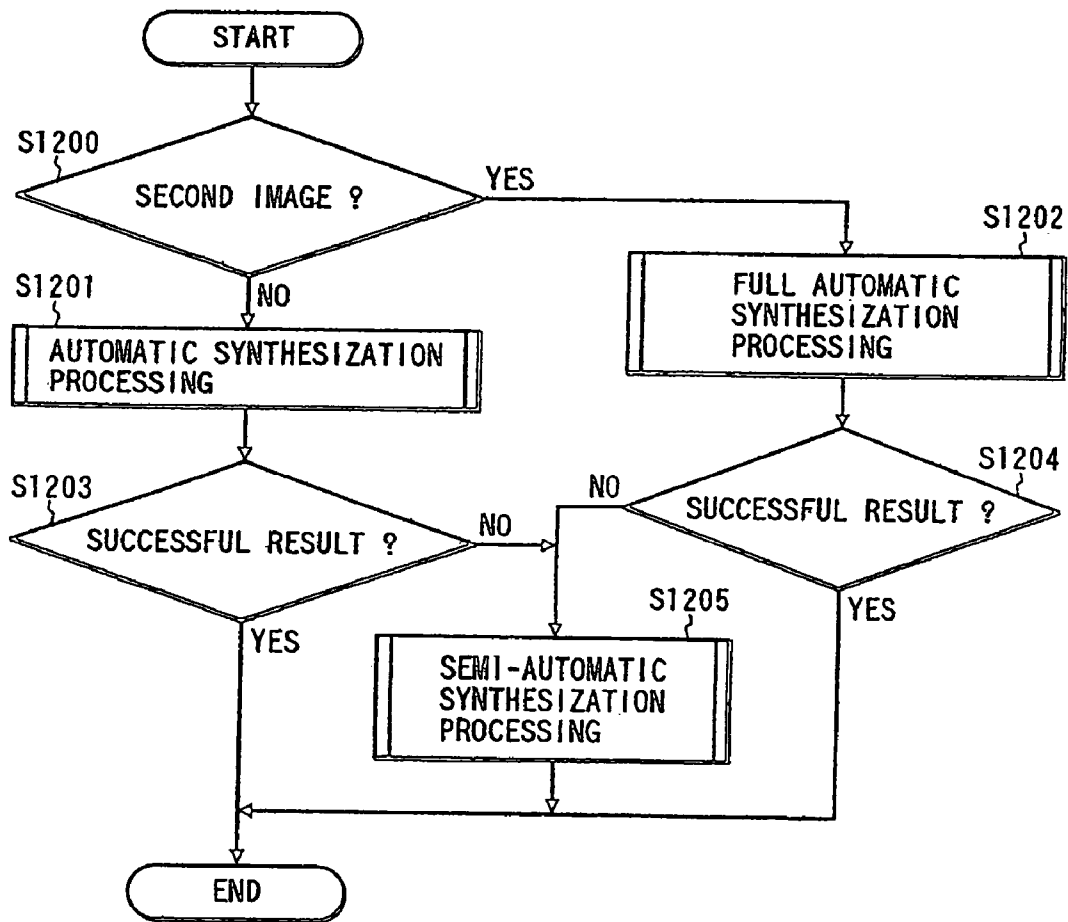 START
S1200
SECOND IMAGE ?
YES
NO
S1201
AUTOMATIC SYNTHESIZATION
PROCESSING
S1202
FULL AUTOMATIC
SYNTHESIZATION
PROCESSING
S1203
SUCCESSFUL RESULT ?
NO
YES
S1204
SUCCESSFUL RESULT ?
NO
YES
S1205
SEMI-AUTOMATIC
SYNTHESIZATION
PROCESSING
END